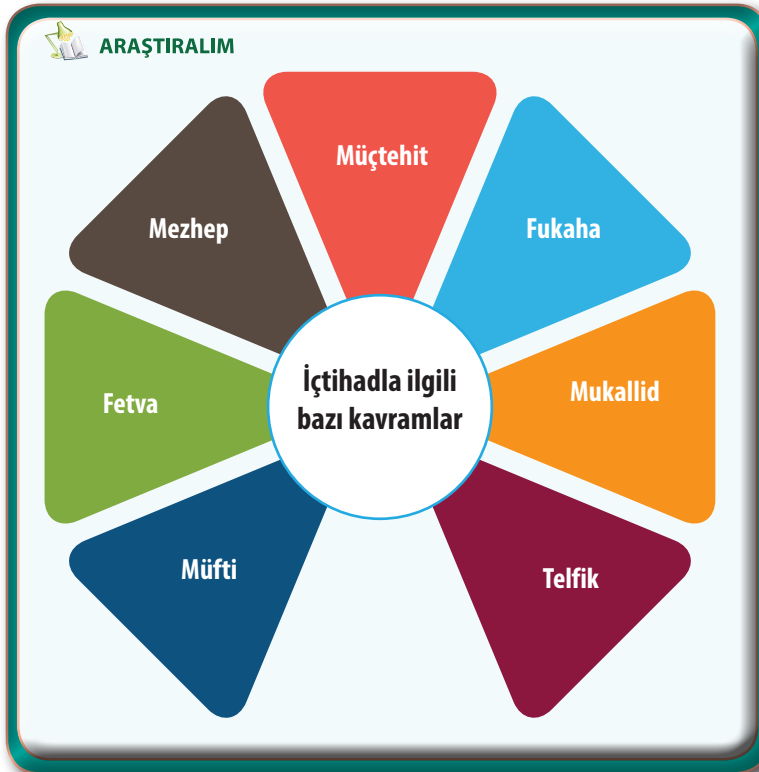 ARAŞTIRALIM
Müçtehit
Mezhep
Fukaha
İçtihadla ilgili
bazı kavramlar
Fetva
Mukallid
Müfti
Telfik